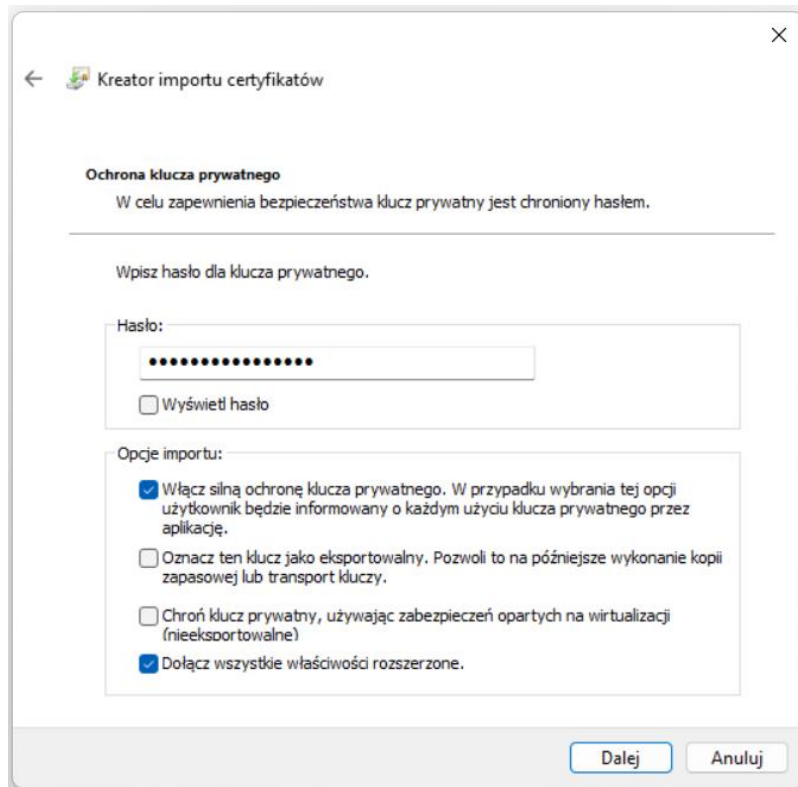 Kreator importu certyfikatów
Ochrona klucza prywatnego
W celu zapewnienia bezpieczeństwa klucz prywatny jest chroniony hasłem.
Wpisz hasło dla klucza prywatnego.
Hasło:
••••••••••••••••
Wyświetl hasło
Opcje importu:
Włącz silną ochronę klucza prywatnego. W przypadku wybrania tej opcji
użytkownik będzie informowany o każdym użyciu klucza prywatnego przez
aplikację.
Oznacz ten klucz jako eksportowalny. Pozwoli to na późniejsze wykonanie kopii
zapasowej lub transport kluczy.
Chroń klucz prywatny, używając zabezpieczeń opartych na wirtualizacji
(nieeksportowalne)
Dołącz wszystkie właściwości rozszerzone.
Dalej Anuluj